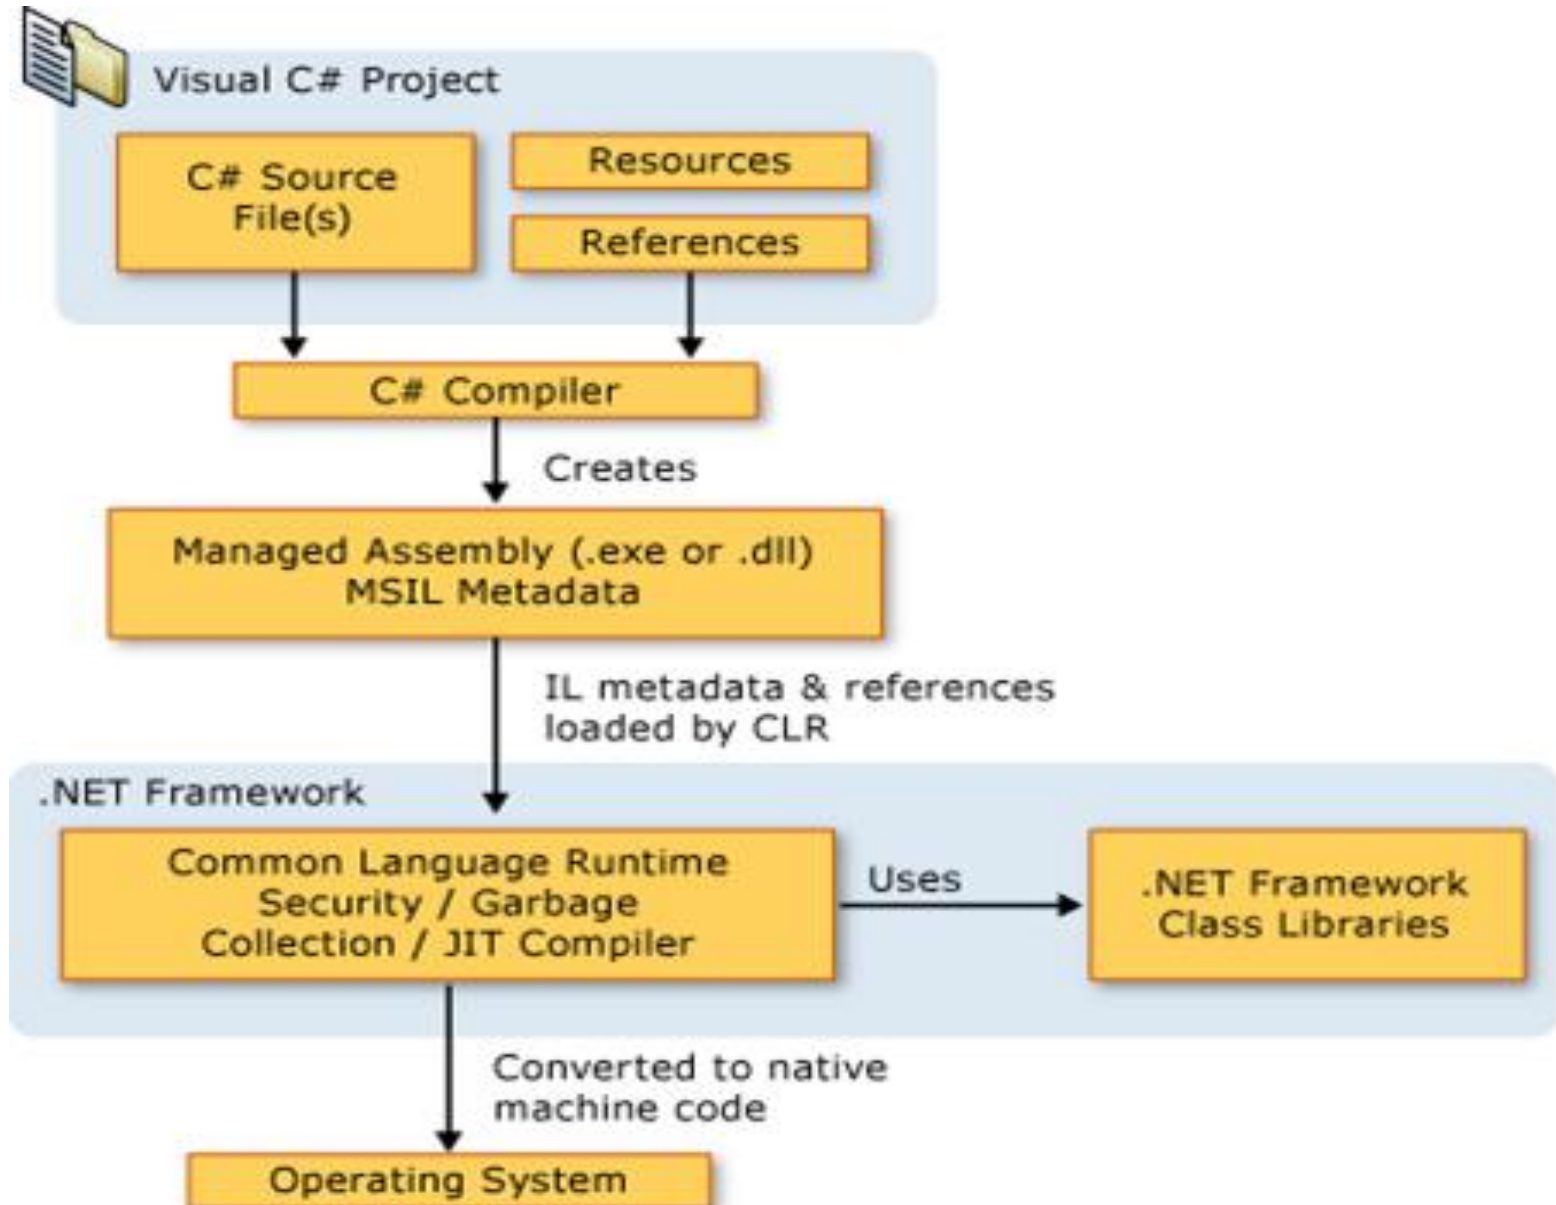 Visual C# Project
C# Source
File(s)
Resources
References
C# Compiler
Creates
Managed Assembly (.exe or .dll)
MSIL Metadata
IL metadata & references
loaded by CLR
.NET Framework
Common Language Runtime
Security / Garbage
Collection / JIT Compiler
Uses
.NET Framework
Class Libraries
Converted to native
machine code
Operating System